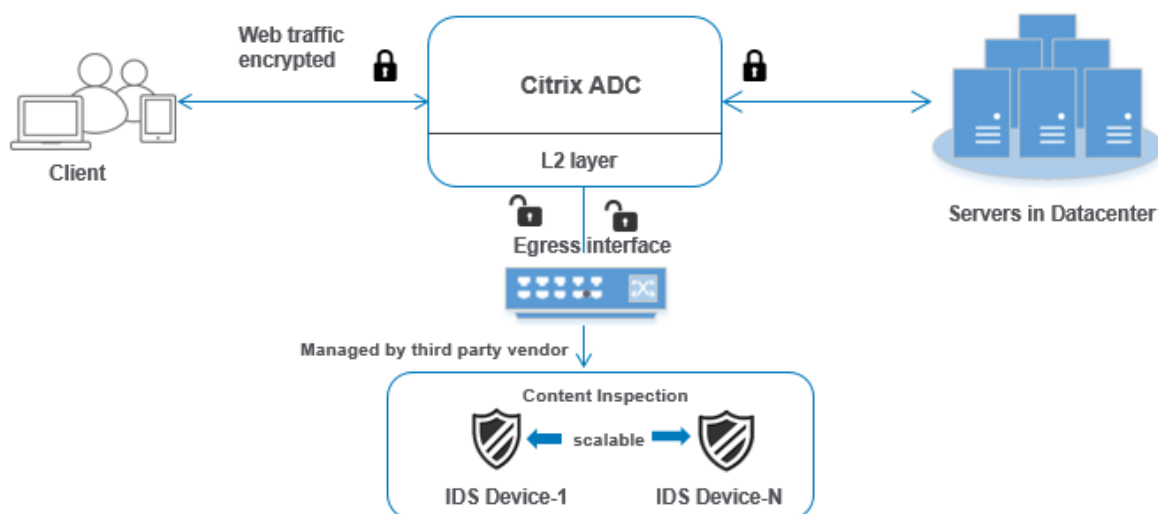 Web traffic
encrypted
Citrix ADC
L2 layer
Client
Servers in Datacenter
Egress interface
Managed by third party vendor
Content Inspection
scalable
IDS Device-1
IDS Device-N